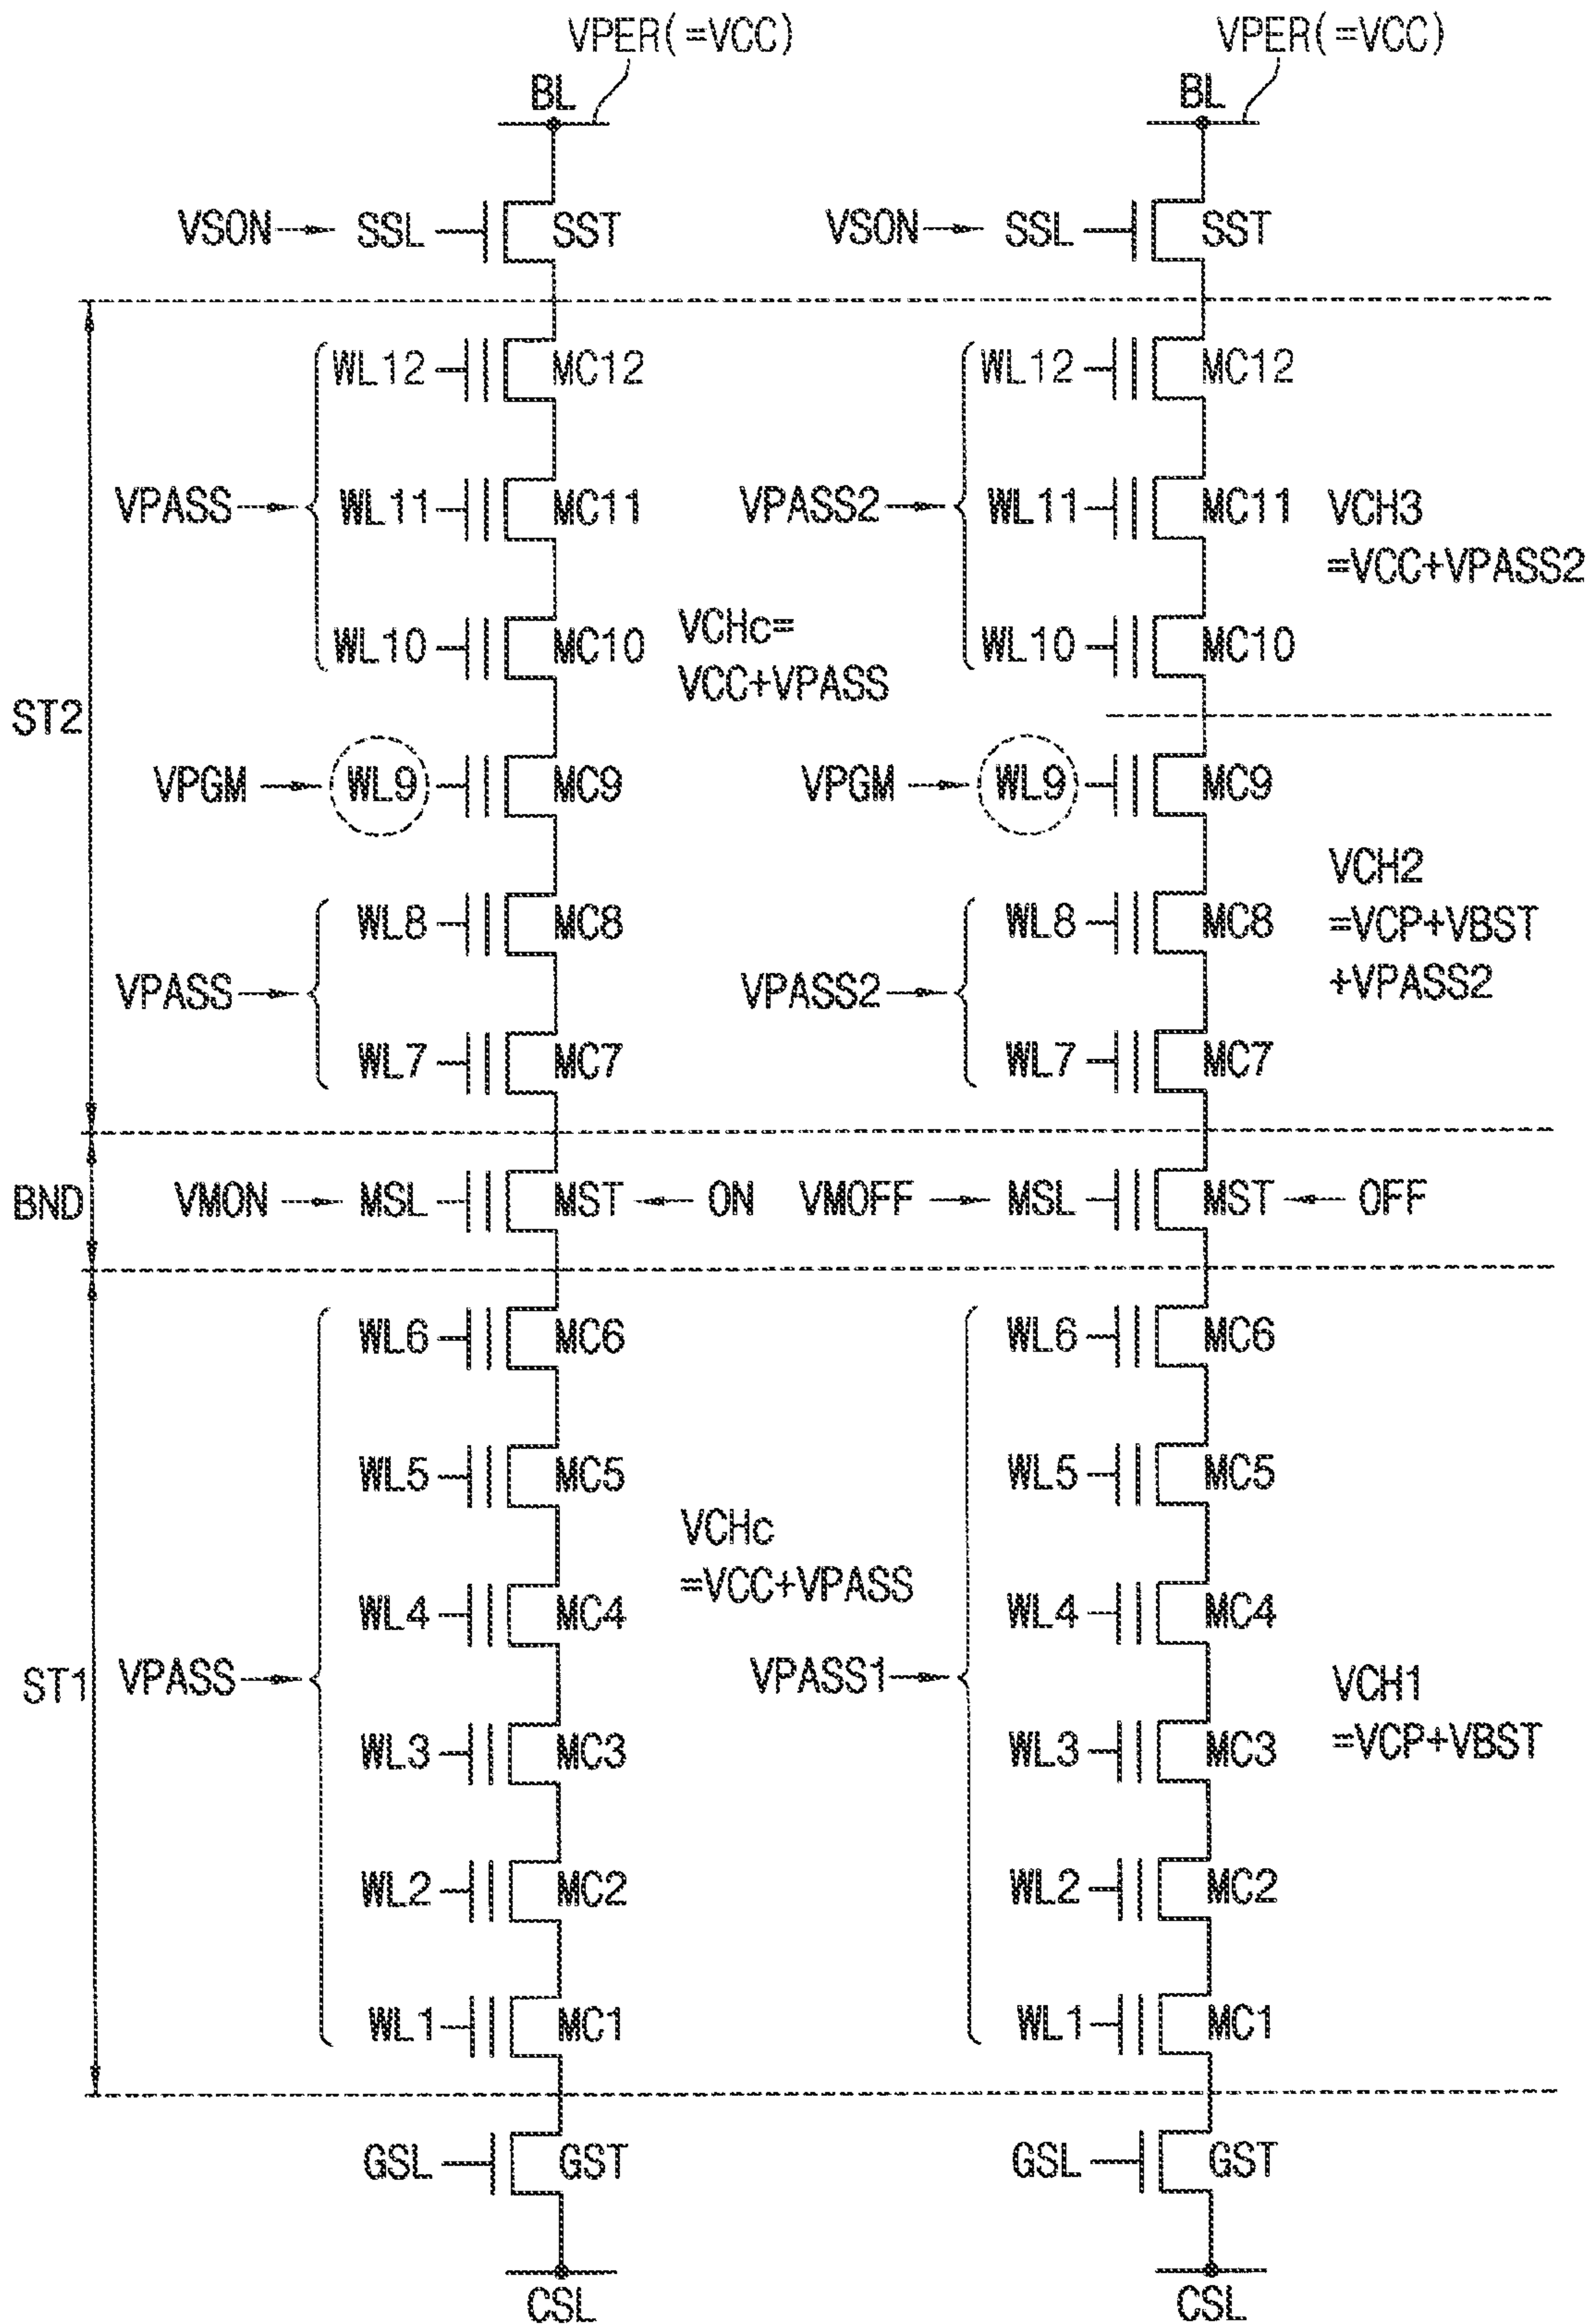 VPER(=VCC) VPER(=VCC)
BL BL
VSON SSL SST VSON SSL SST
WL12 MC12 WL12 MC12
VPASS WL11 MC11 VPASS2 WL11 MC11 VCH3
=VCC+VPASS2
WL10 MC10 VCHc= WL10 MC10
VCC+VPASS
ST2
VPGM WL9 MC9 VPGM WL9 MC9
VCH2
WL8 MC8 WL8 MC8 =VCP+VBST
VPASS VPASS2 +VPASS2
WL7 MC7 WL7 MC7
BND VMON MSL MST ON VMOFF MSL MST OFF
WL6 MC6 WL6 MC6
WL5 MC5 WL5 MC5
VCHc
=VCC+VPASS
WL4 MC4 WL4 MC4
ST1 VPASS VPASS1 VCH1
WL3 MC3 WL3 MC3 =VCP+VBST
WL2 MC2 WL2 MC2
WL1 MC1 WL1 MC1
GSL GST GSL GST
CSL CSL